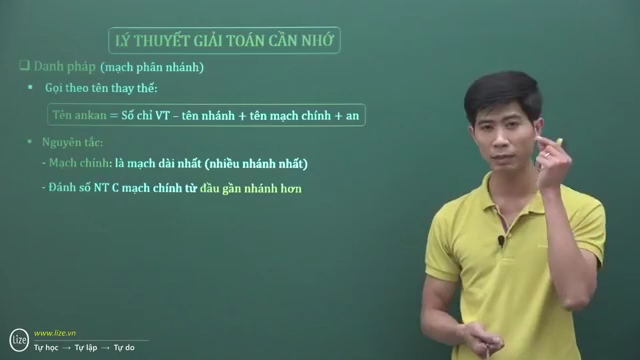 LÝ THUYẾT GIẢI TOÁN CẦN NHỚ
❑ Danh pháp (mạch phân nhánh)
▪ Gọi theo tên thay thế:
Tên ankan = Số chỉ VT – tên nhánh + tên mạch chính + an
▪ Nguyên tắc:
- Mạch chính: là mạch dài nhất (nhiều nhánh nhất)
- Đánh số NT C mạch chính từ đầu gần nhánh hơn
lize
www.lize.vn
Tự học → Tự lập → Tự do